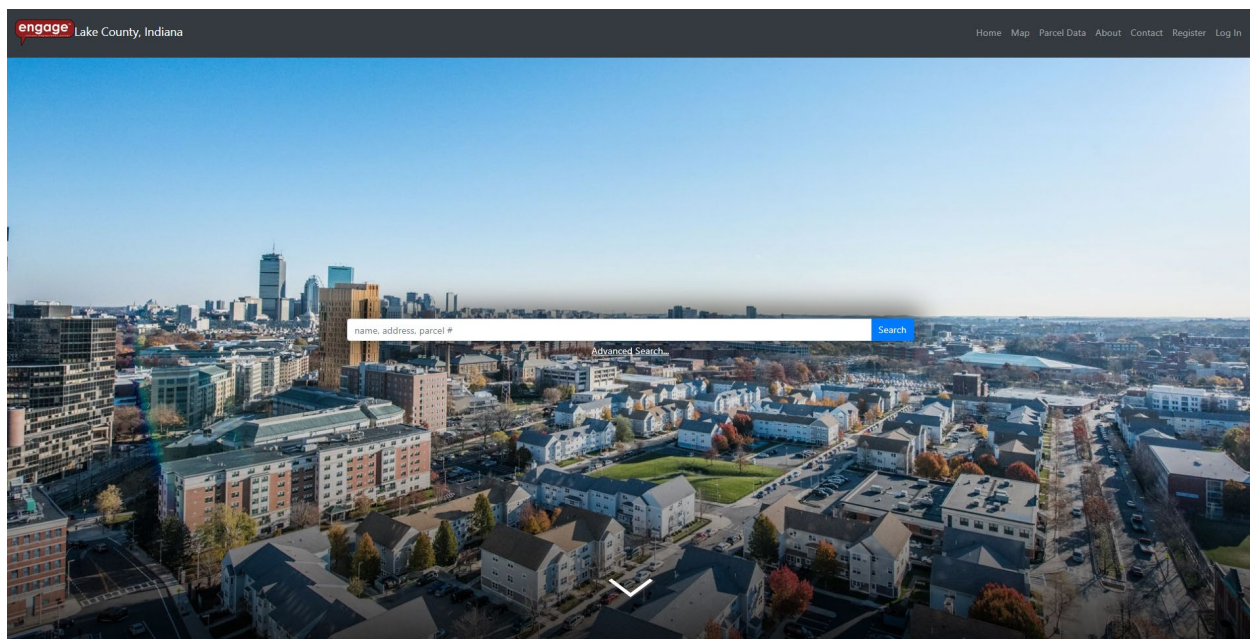 engage Lake County, Indiana
Home Map Parcel Data About Contact Register Log In
name, address, parcel # Search
Advanced Search...